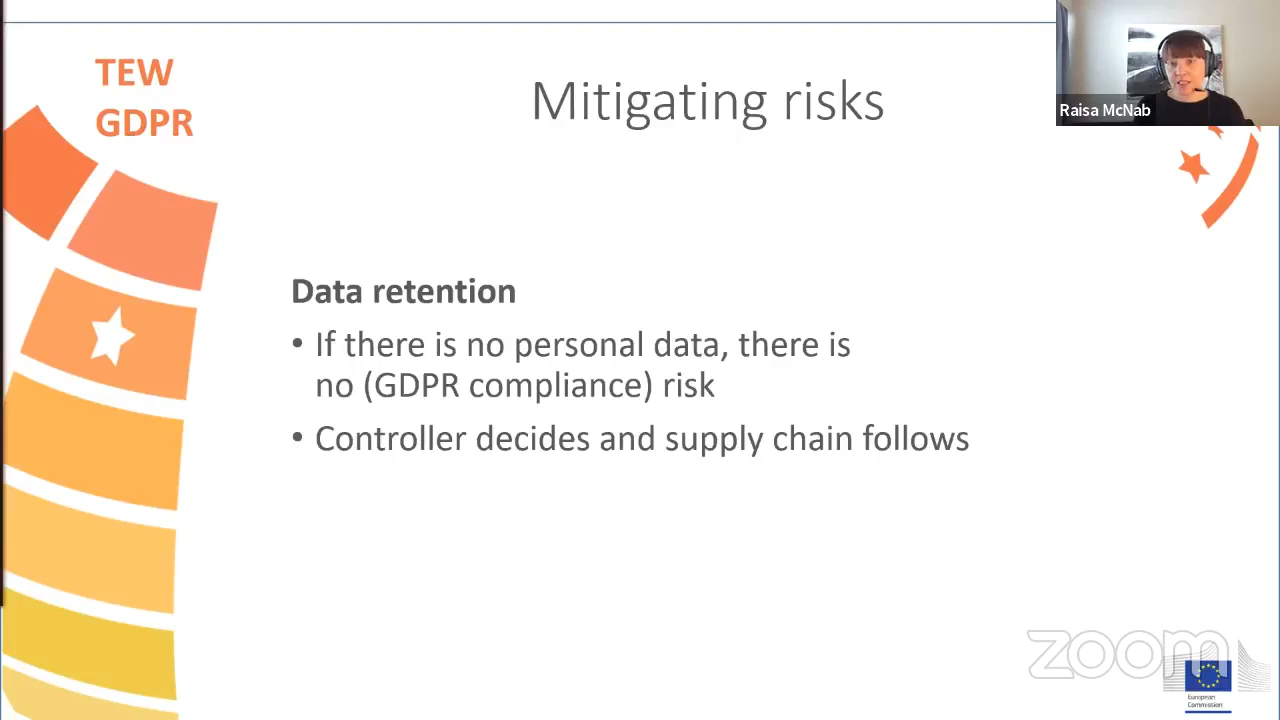 TEW
GDPR
Mitigating risks
Raisa McNab
Data retention
• If there is no personal data, there is
no (GDPR compliance) risk
• Controller decides and supply chain follows
zoom
European
Commission